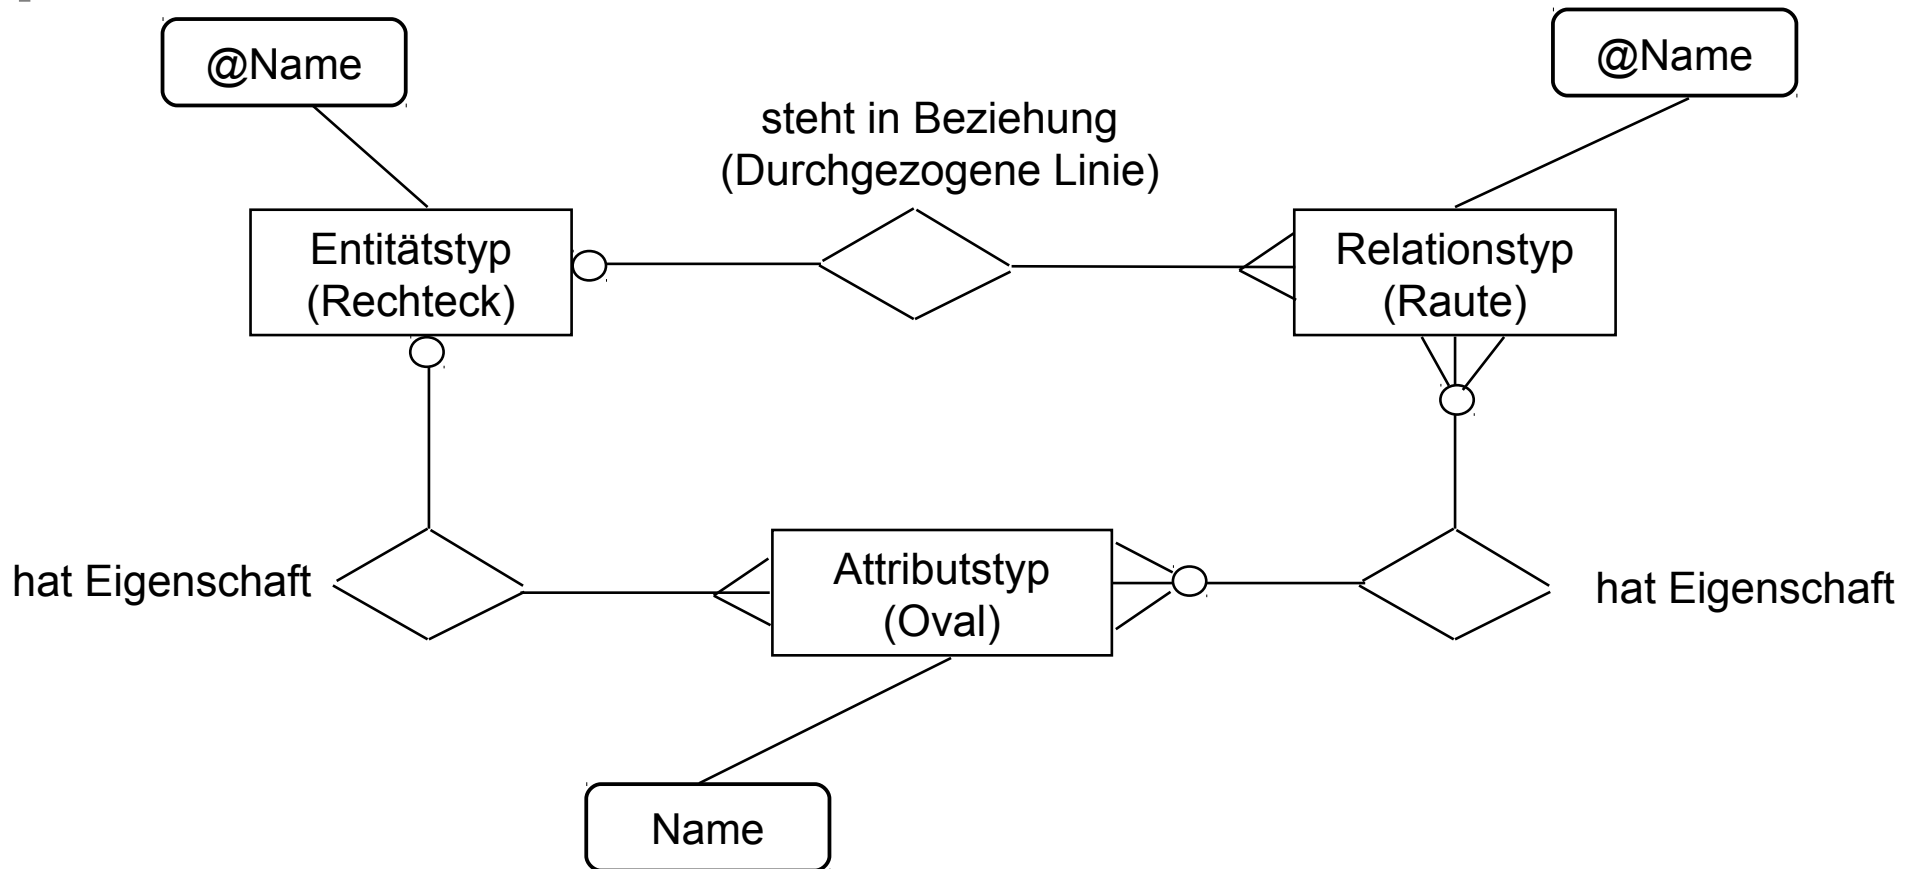 @Name
@Name
steht in Beziehung
(Durchgezogene Linie)
Entitätstyp
(Rechteck)
Relationstyp
(Raute)
hat Eigenschaft
Attributstyp
(Oval)
hat Eigenschaft
Name